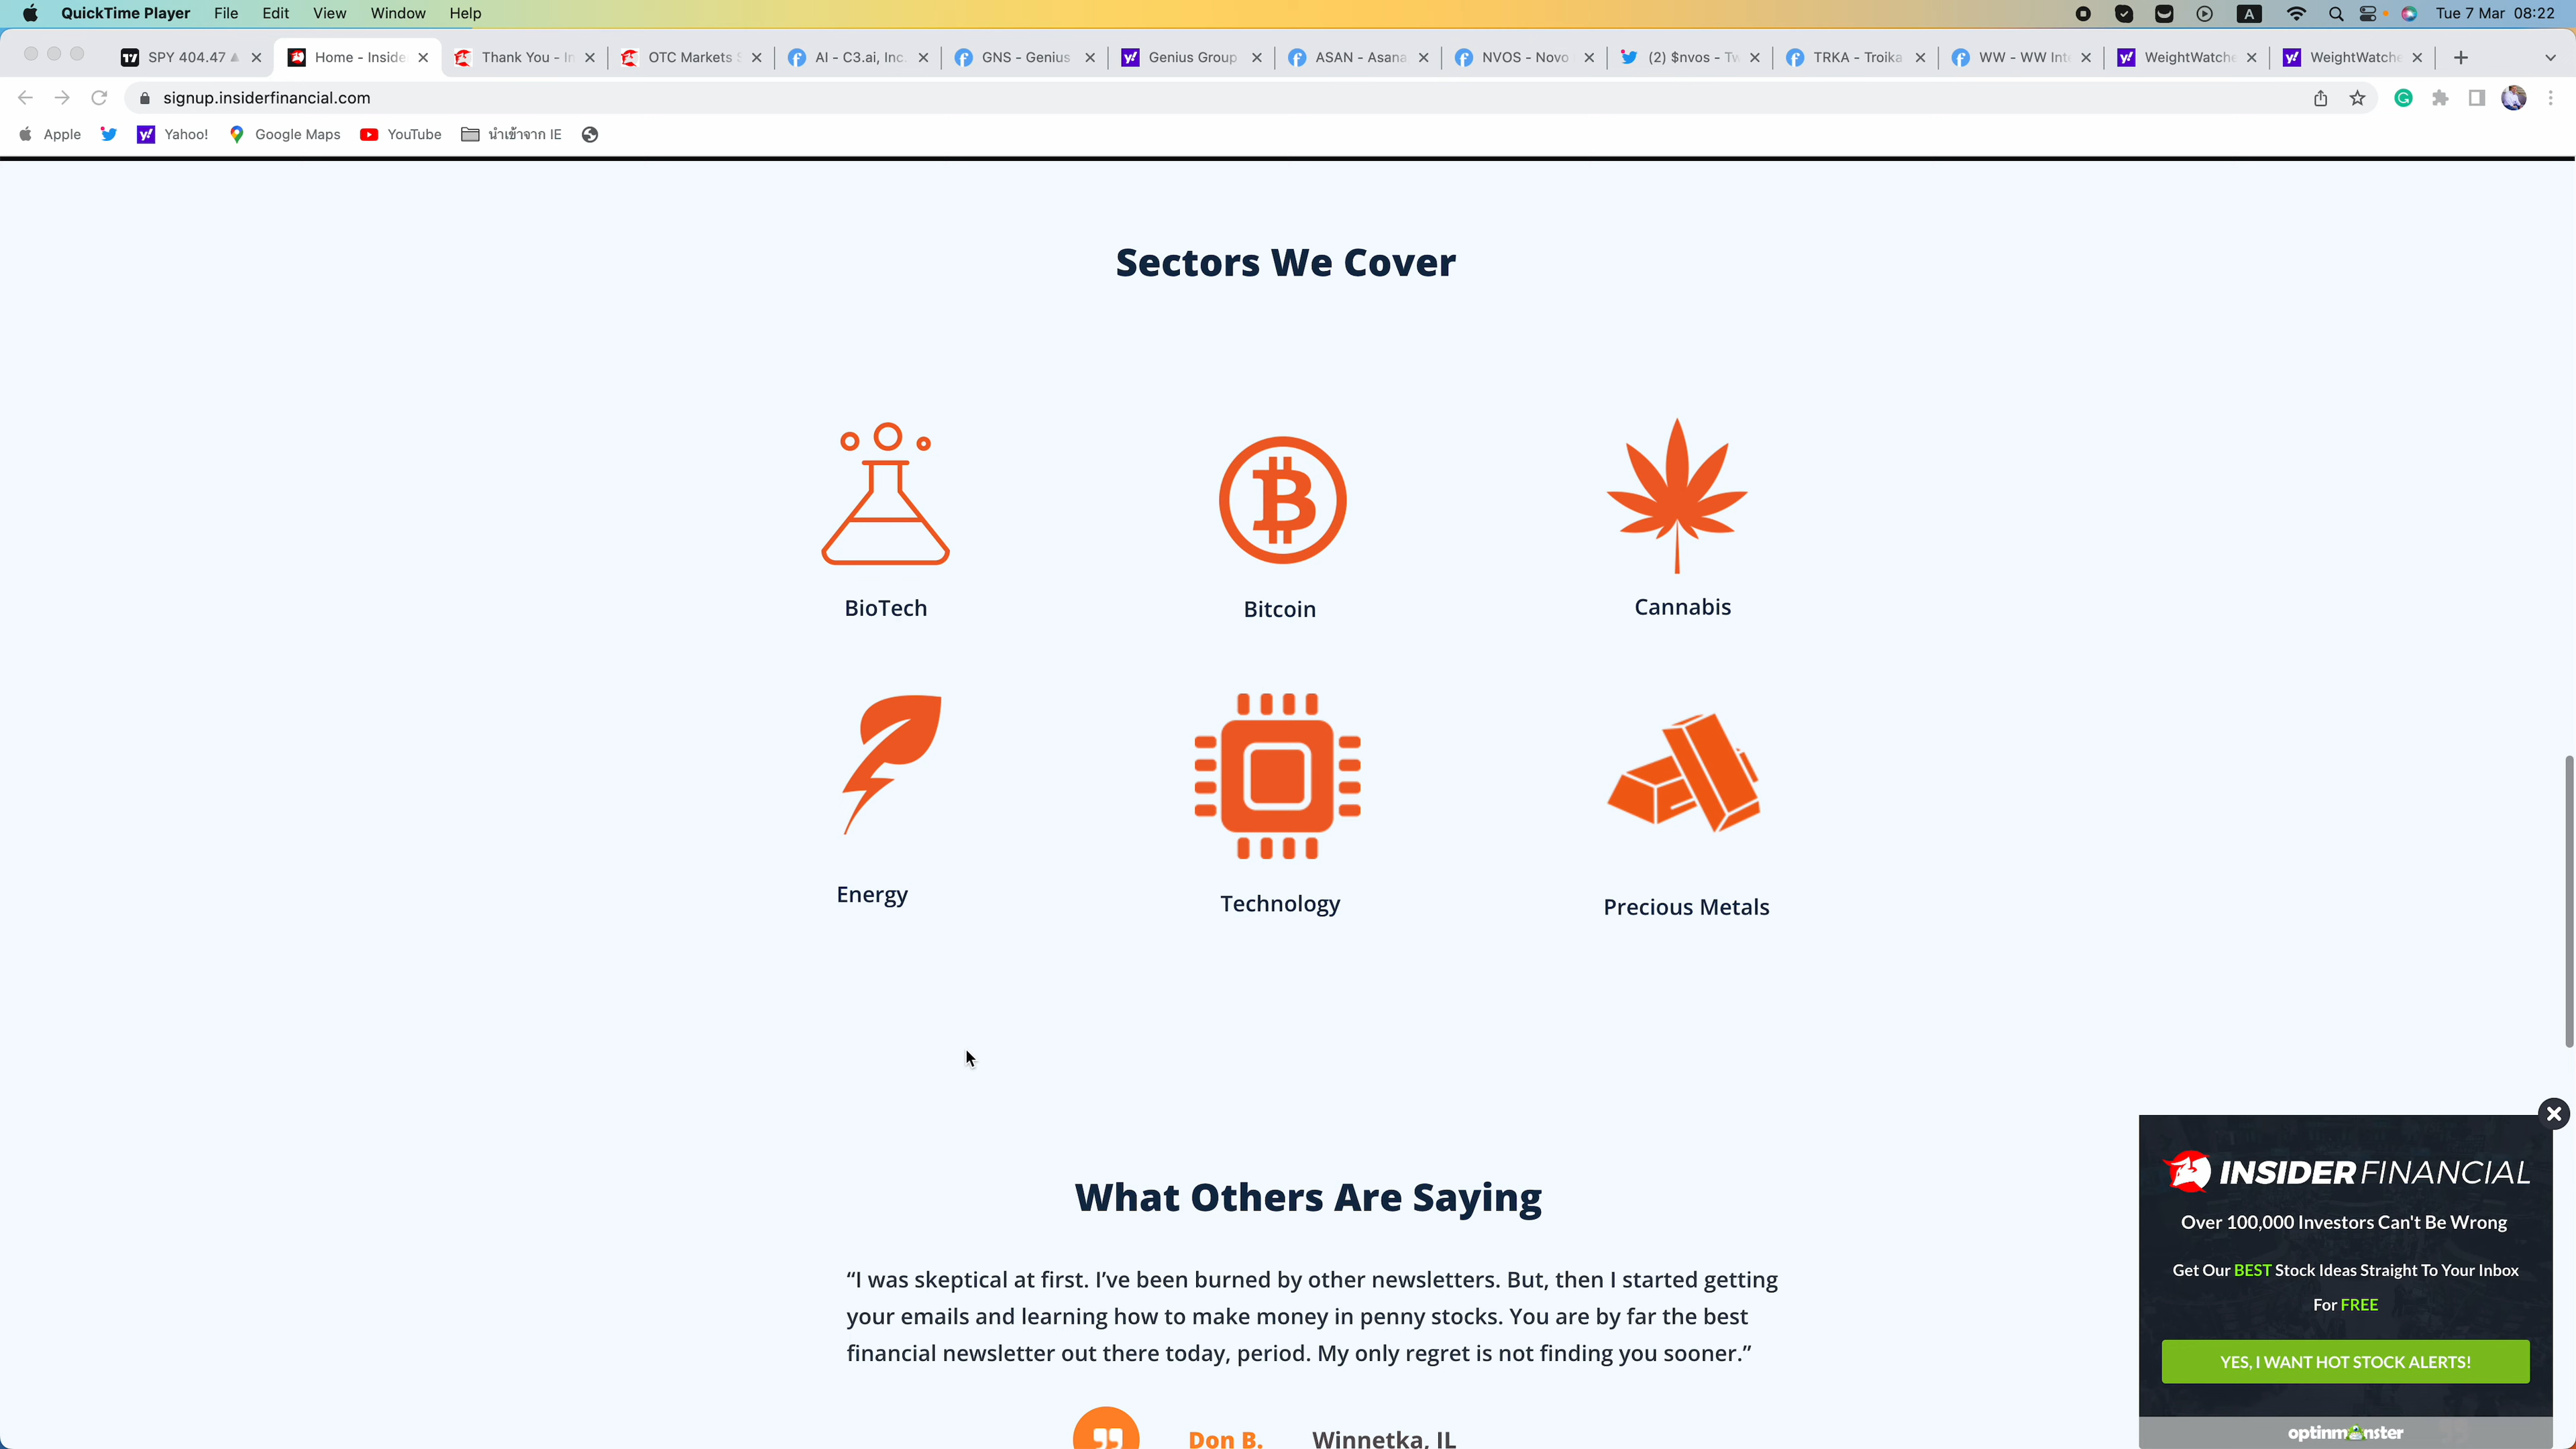 QuickTime Player File Edit View Window Help A Tue 7 Mar 08:22
SPY 404.47 Home - Inside Thank You - In OTC Markets S AI - C3.ai, Inc. GNS - Genius Genius Group ASAN - Asana NVOS - Novo (2) $nvos - Tw TRKA - Troika WW - WW Inte WeightWatche WeightWatche
signup.insiderfinancial.com
Apple Yahoo! Google Maps YouTube นำเข้าจาก IE
Sectors We Cover
BioTech Bitcoin Cannabis
Energy Technology Precious Metals
What Others Are Saying
“I was skeptical at first. I’ve been burned by other newsletters. But, then I started getting
your emails and learning how to make money in penny stocks. You are by far the best
financial newsletter out there today, period. My only regret is not finding you sooner.”
Don B. Winnetka, IL
INSIDER FINANCIAL
Over 100,000 Investors Can't Be Wrong
Get Our BEST Stock Ideas Straight To Your Inbox
For FREE
YES, I WANT HOT STOCK ALERTS!
optinmonster